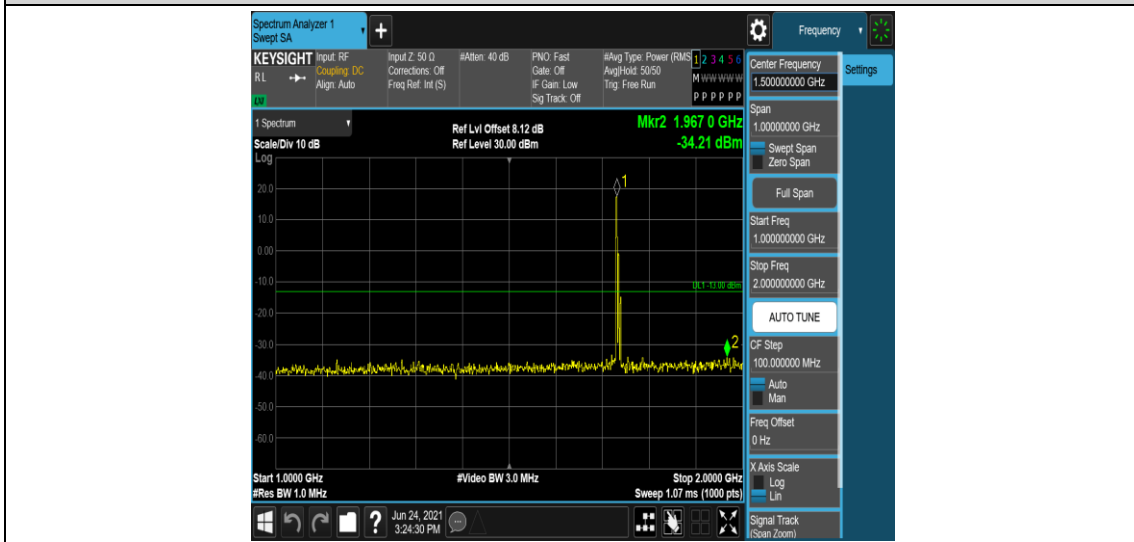 Spectrum Analyzer 1
Swept SA
+
Frequency
KEYSIGHT
RL
LXI
Input: RF
Coupling: DC
Align: Auto
Input Z: 50 Ω
Corrections: Off
Freq Ref: Int (S)
#Atten: 40 dB
PNO: Fast
Gate: Off
IF Gain: Low
Sig Track: Off
#Avg Type: Power (RMS
Avg|Hold: 50/50
Trig: Free Run
1 2 3 4 5 6
M W W W W W
P P P P P P
1 Spectrum
Scale/Div 10 dB
Ref Lvl Offset 8.12 dB
Ref Level 30.00 dBm
Mkr2 1.967 0 GHz
-34.21 dBm
Log
20.0
10.0
0.00
-10.0
-20.0
-30.0
-40.0
-50.0
-60.0
1
DL1 -13.00 dBm
2
Start 1.0000 GHz
#Res BW 1.0 MHz
#Video BW 3.0 MHz
Stop 2.0000 GHz
Sweep 1.07 ms (1000 pts)
?
Jun 24, 2021
3:24:30 PM
Center Frequency
1.500000000 GHz
Settings
Span
1.00000000 GHz
Swept Span
Zero Span
Full Span
Start Freq
1.000000000 GHz
Stop Freq
2.000000000 GHz
AUTO TUNE
CF Step
100.000000 MHz
Auto
Man
Freq Offset
0 Hz
X Axis Scale
Log
Lin
Signal Track
(Span Zoom)